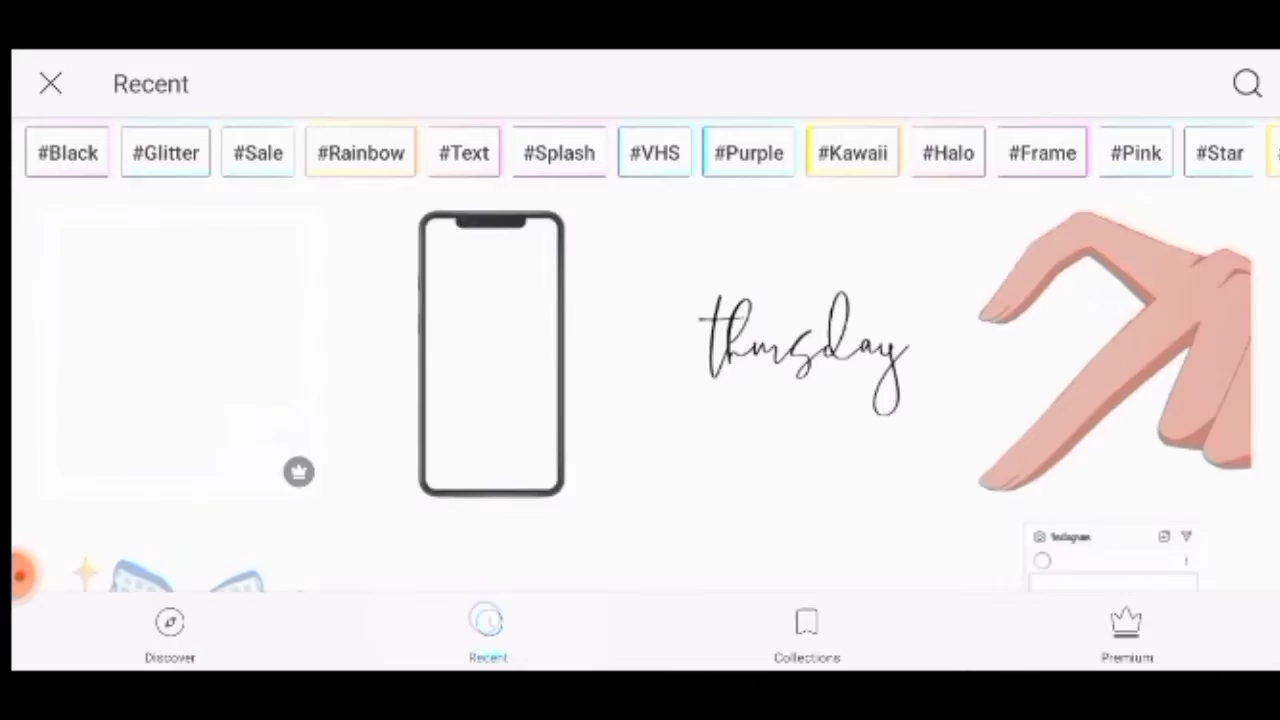 Recent
#Black #Glitter #Sale #Rainbow #Text #Splash #VHS #Purple #Kawaii #Halo #Frame #Pink #Star
thursday
Instagram
Discover Recent Collections Premium